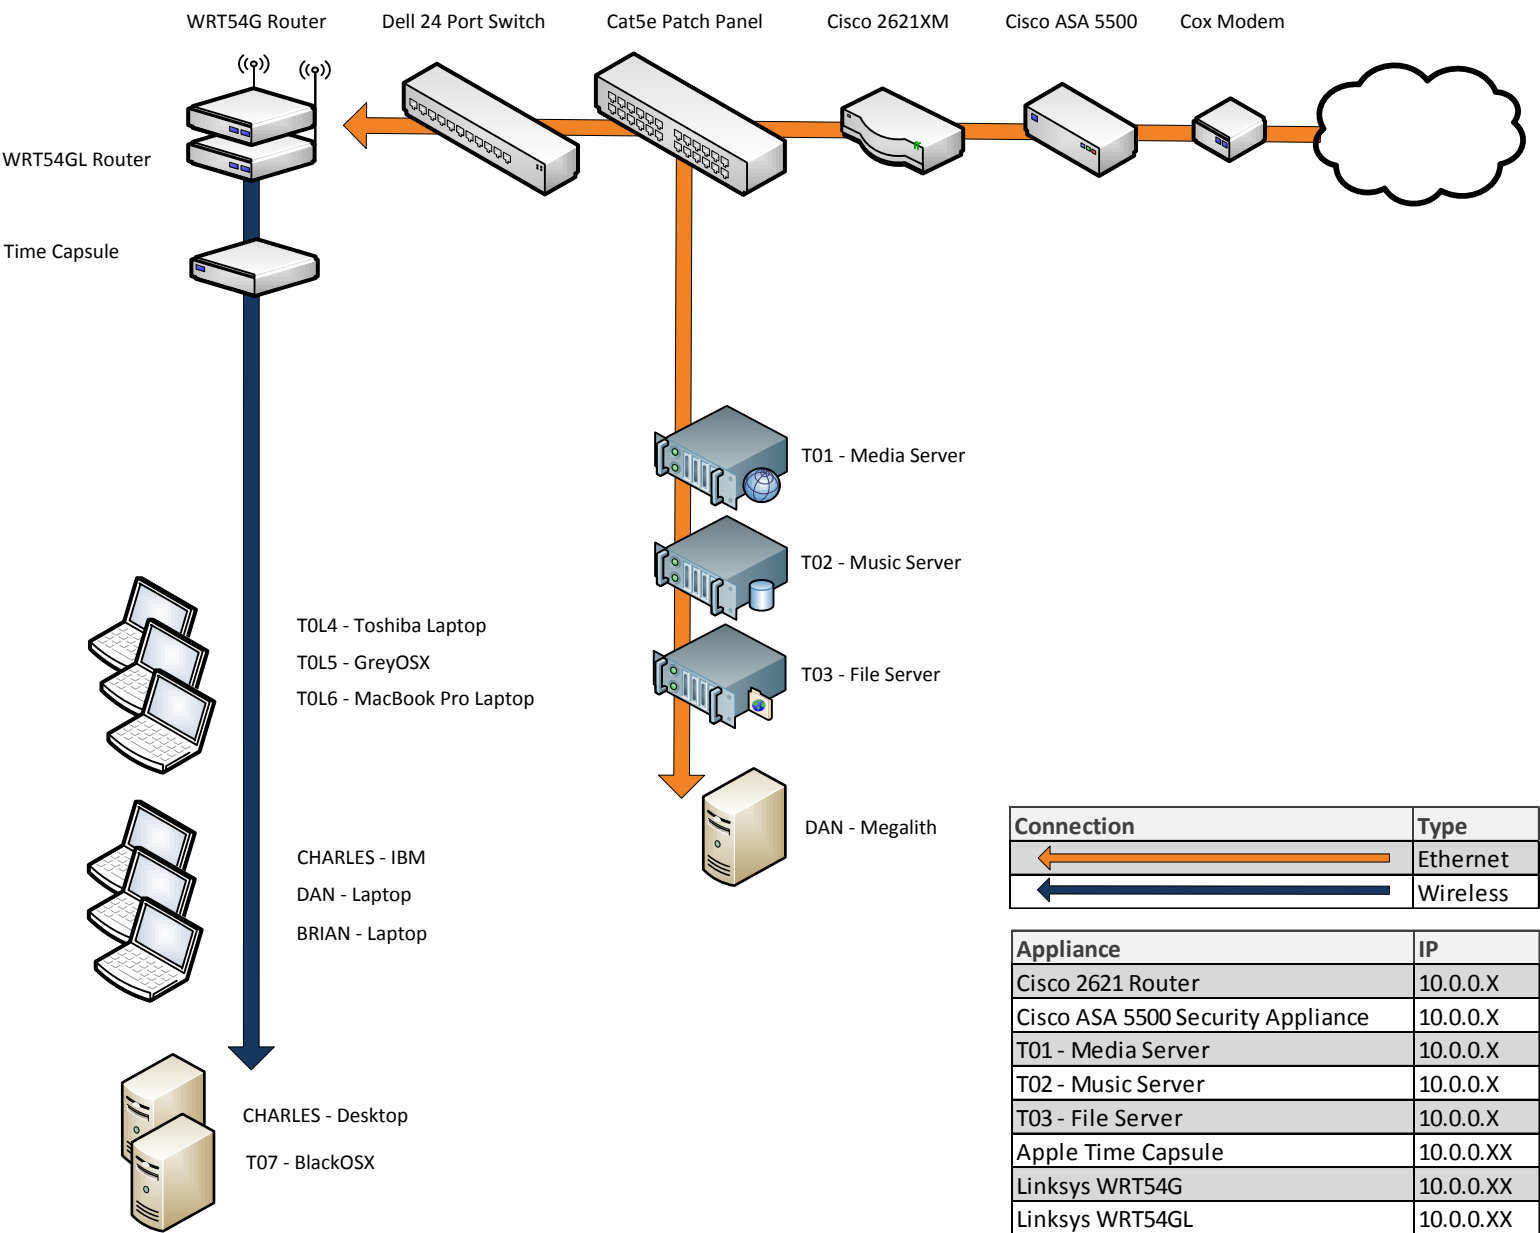 WRT54G Router
Dell 24 Port Switch
Cat5e Patch Panel
Cisco 2621XM
Cisco ASA 5500
Cox Modem
WRT54GL Router
Time Capsule
T01 - Media Server
T02 - Music Server
T03 - File Server
T0L4 - Toshiba Laptop
T0L5 - GreyOSX
T0L6 - MacBook Pro Laptop
DAN - Megalith
CHARLES - IBM
DAN - Laptop
BRIAN - Laptop
CHARLES - Desktop
T07 - BlackOSX
Connection Type
Ethernet
Wireless
Appliance IP
Cisco 2621 Router 10.0.0.X
Cisco ASA 5500 Security Appliance 10.0.0.X
T01 - Media Server 10.0.0.X
T02 - Music Server 10.0.0.X
T03 - File Server 10.0.0.X
Apple Time Capsule 10.0.0.XX
Linksys WRT54G 10.0.0.XX
Linksys WRT54GL 10.0.0.XX